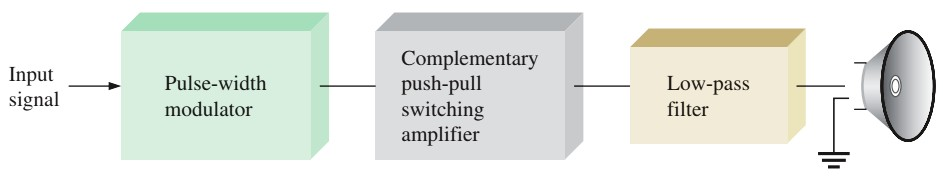 Input
signal
Pulse-width
modulator
Complementary
push-pull
switching
amplifier
Low-pass
filter